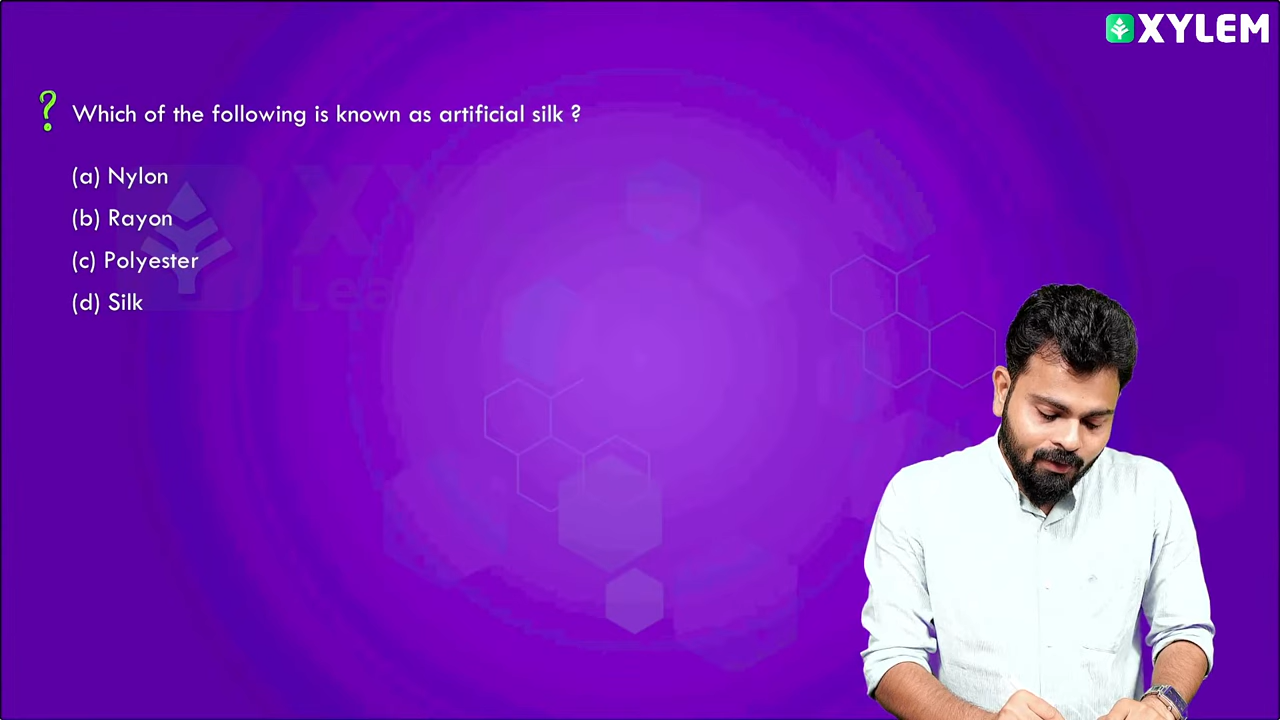 XYLEM
? Which of the following is known as artificial silk ?
(a) Nylon
(b) Rayon
(c) Polyester
(d) Silk